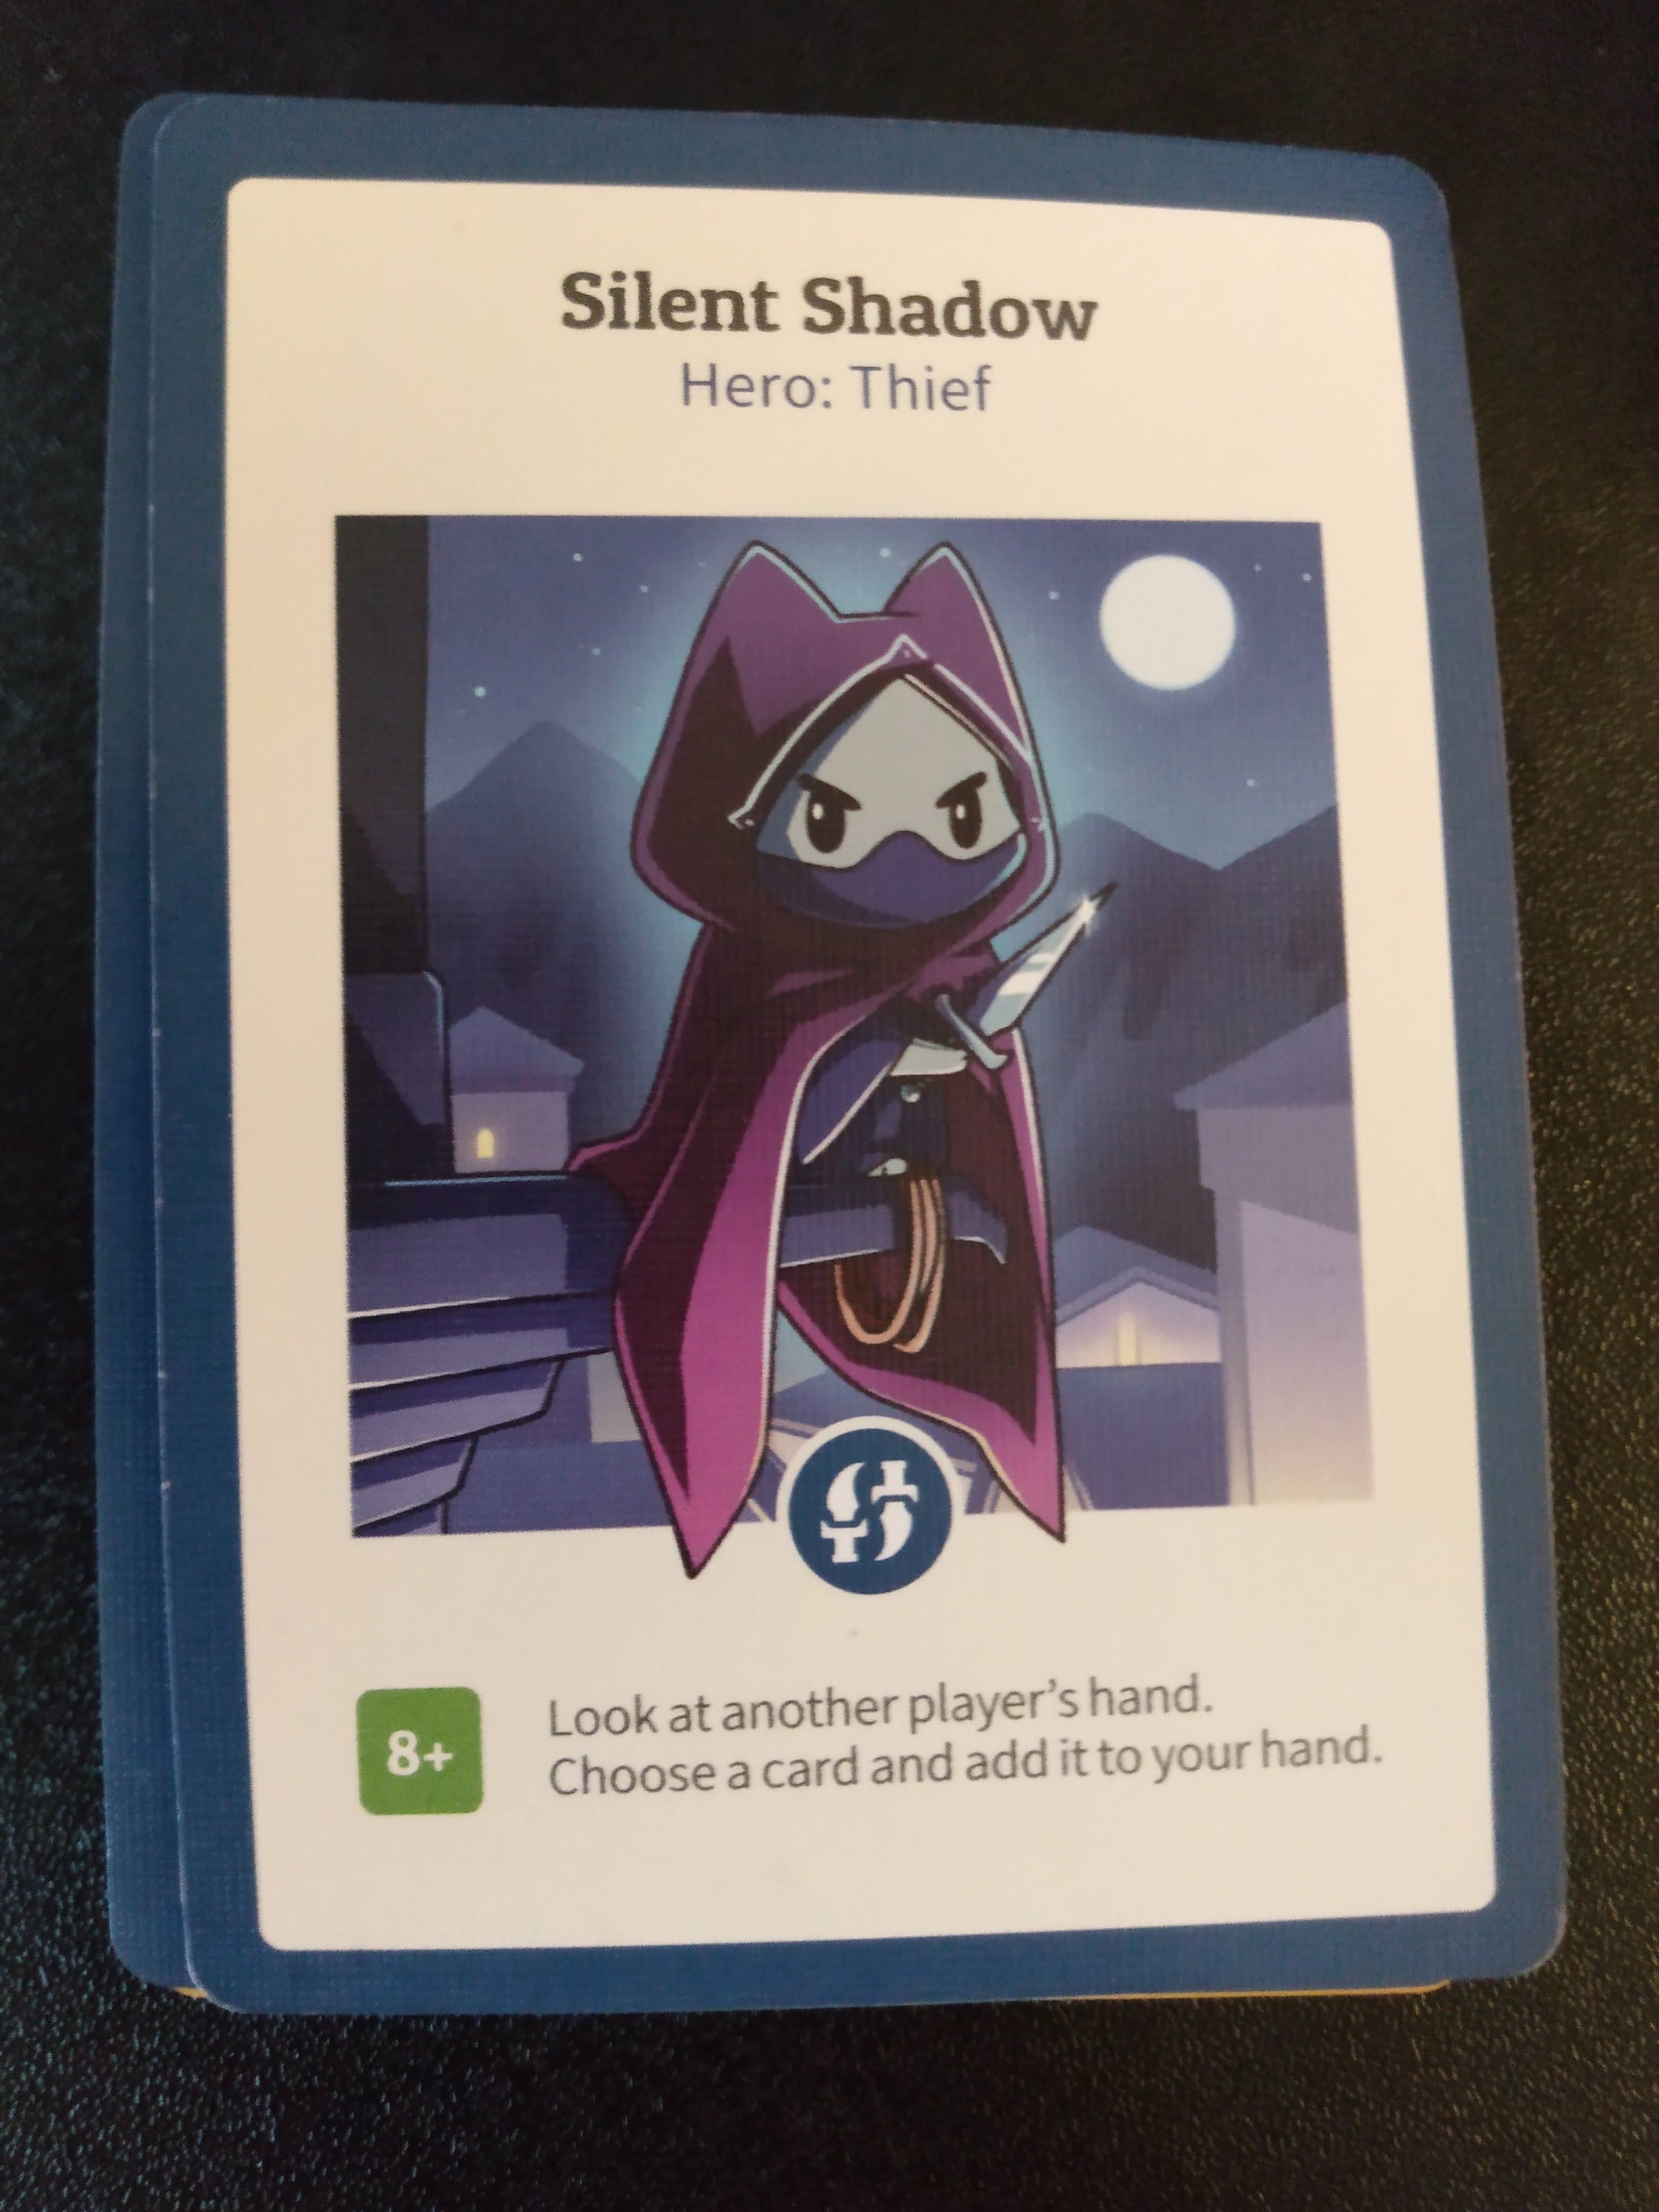 Silent Shadow
Hero: Thief
8+
Look at another player's hand.
Choose a card and add it to your hand.